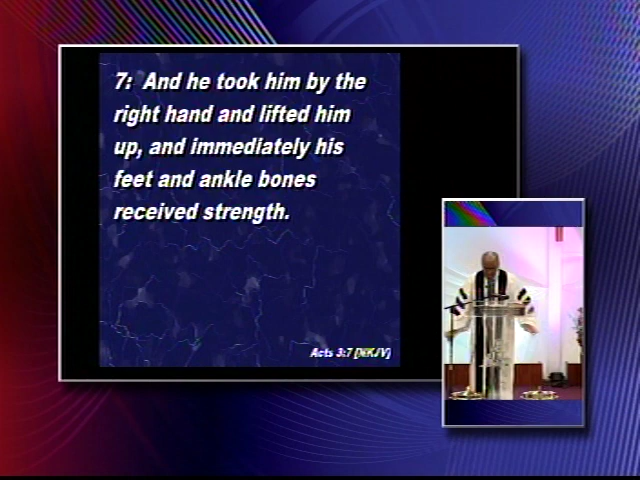 7: And he took him by the
right hand and lifted him
up, and immediately his
feet and ankle bones
received strength.
Acts 3:7 [NKJV]